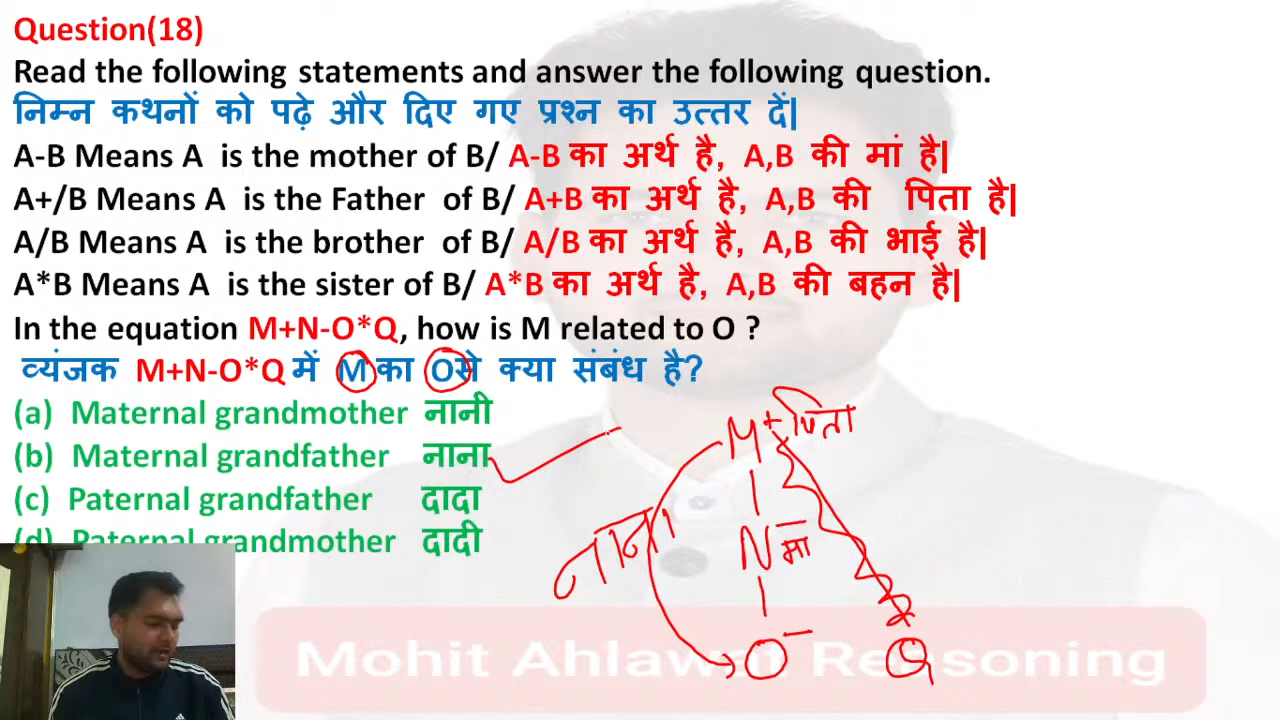 Question(18)
Read the following statements and answer the following question.
निम्न कथनों को पढ़े और दिए गए प्रश्न का उत्तर दें|
A-B Means A is the mother of B/ A-B का अर्थ है, A,B की मां है|
A+/B Means A is the Father of B/ A+B का अर्थ है, A,B की पिता है|
A/B Means A is the brother of B/ A/B का अर्थ है, A,B की भाई है|
A*B Means A is the sister of B/ A*B का अर्थ है, A,B की बहन है|
In the equation M+N-O*Q, how is M related to O ?
व्यंजक M+N-O*Q में M का O से क्या संबंध है?
(a) Maternal grandmother नानी
(b) Maternal grandfather नाना
(c) Paternal grandfather दादा
(d) Paternal grandmother दादी
M+ पिता
नाना
N- मा
O- Q
Mohit Ahlawat Reasoning